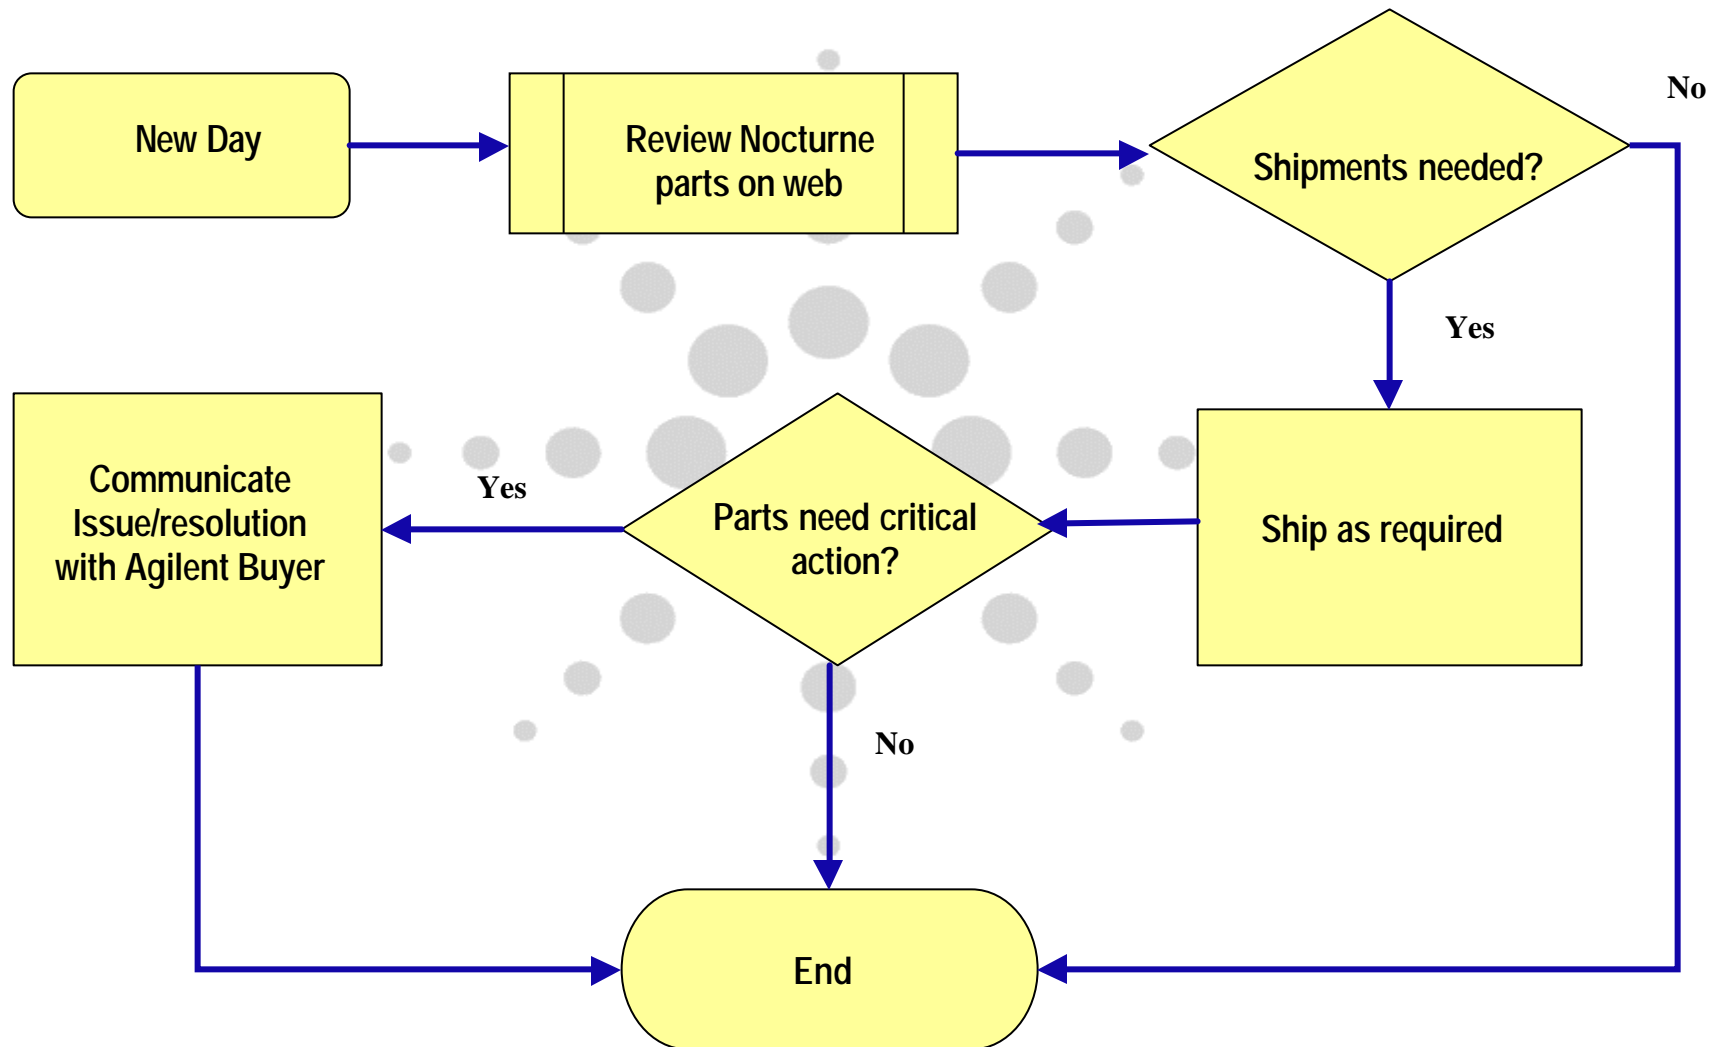 New Day
Review Nocturne
parts on web
Shipments needed?
No
Yes
Communicate
Issue/resolution
with Agilent Buyer
Yes
Parts need critical
action?
Ship as required
No
End